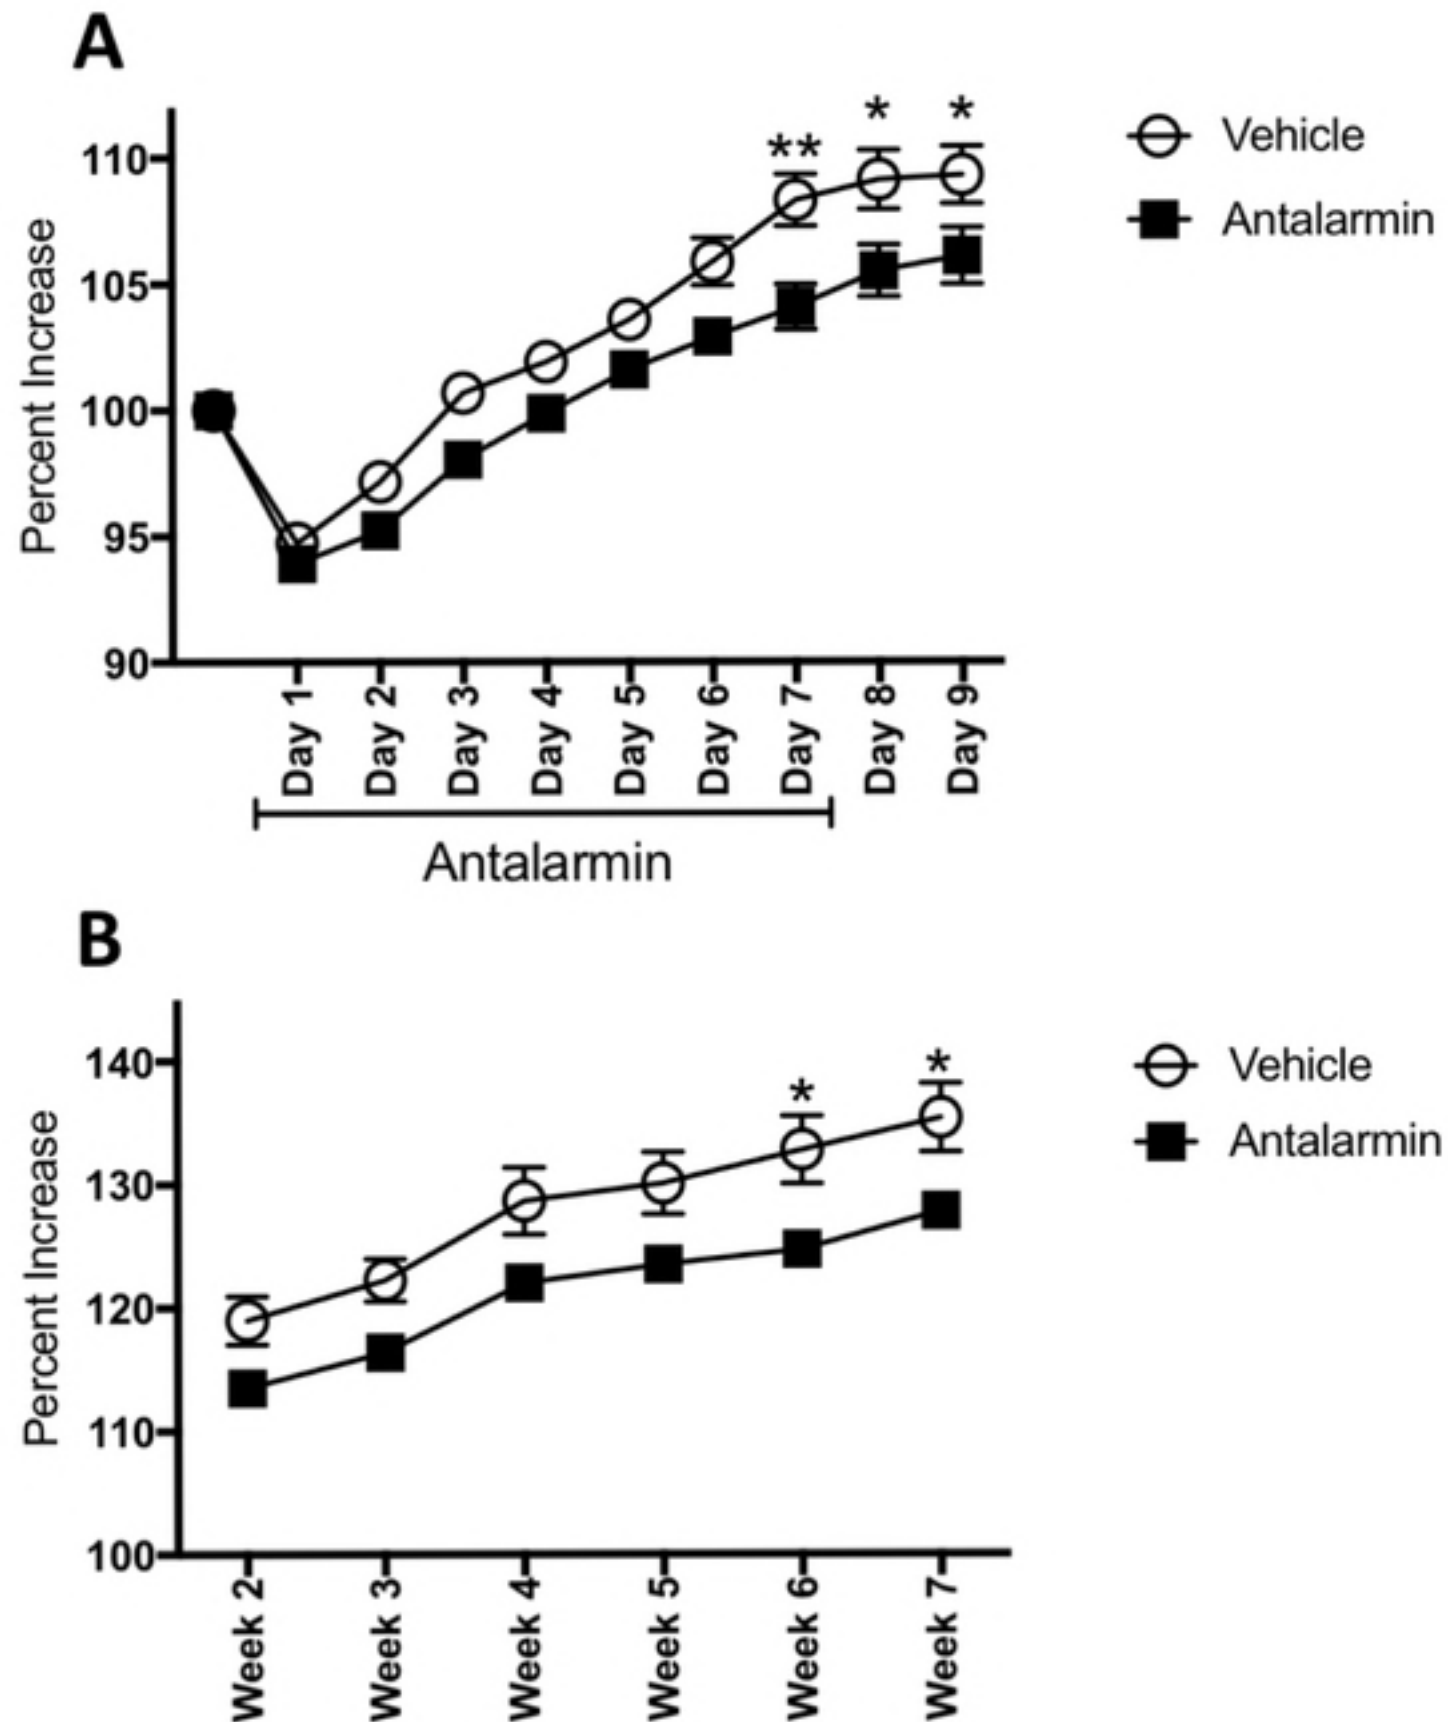 A
* *
**
Vehicle
Antalarmin
110
105
100
95
90
Percent Increase
Day 1
Day 2
Day 3
Day 4
Day 5
Day 6
Day 7
Day 8
Day 9
Antalarmin
B
*
*
Vehicle
Antalarmin
140
130
120
110
100
Percent Increase
Week 2
Week 3
Week 4
Week 5
Week 6
Week 7